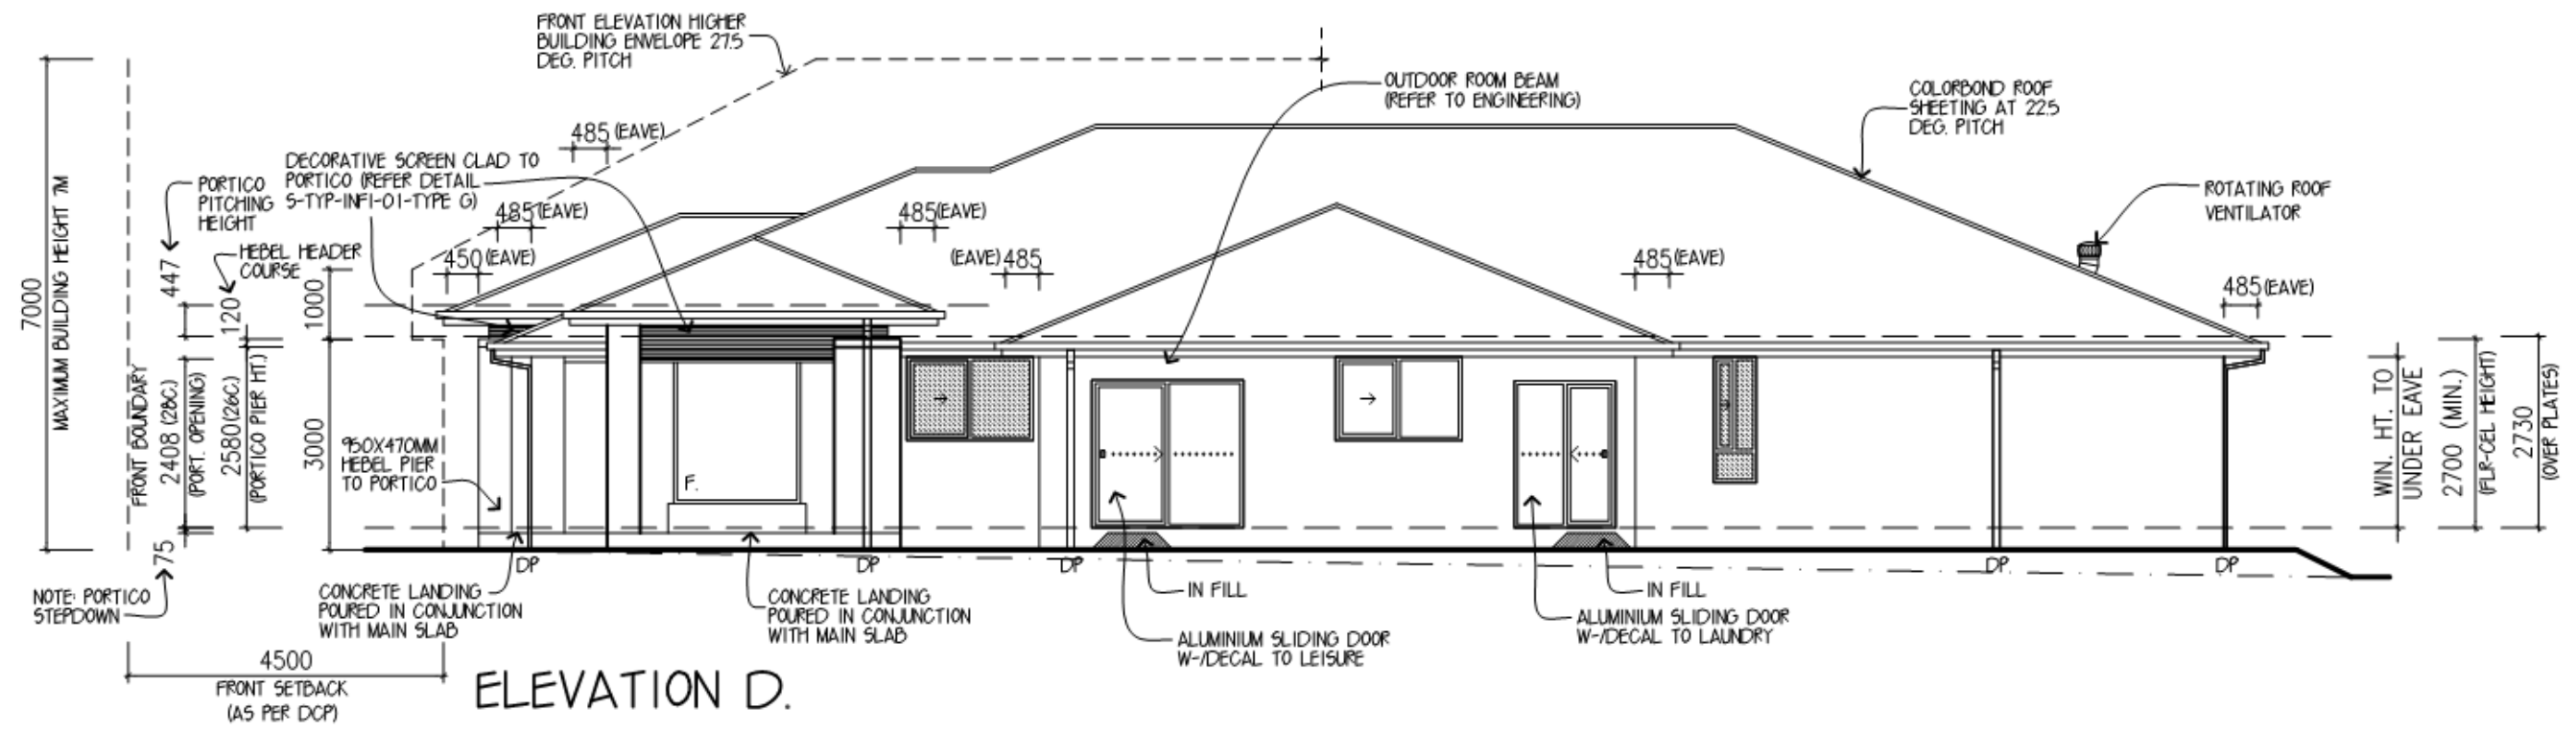 FRONT ELEVATION HIGHER
BUILDING ENVELOPE 27.5
DEG. PITCH
OUTDOOR ROOM BEAM
(REFER TO ENGINEERING)
COLORBOND ROOF
SHEETING AT 22.5
DEG. PITCH
485 (EAVE)
DECORATIVE SCREEN CLAD TO
PORTICO (REFER DETAIL
S-TYP-INFI-01-TYPE G)
PORTICO
PITCHING
HEIGHT
ROTATING ROOF
VENTILATOR
485 (EAVE)
485 (EAVE)
HEBEL HEADER
COURSE
450 (EAVE)
(EAVE) 485
485 (EAVE)
485 (EAVE)
7000
MAXIMUM BUILDING HEIGHT 7M
FRONT BOUNDARY
447
2408 (28C.)
(PORT. OPENING)
75
120
2580 (26C.)
(PORTICO PIER HT.)
1000
3000
950X470MM
HEBEL PIER
TO PORTICO
F.
WIN. HT. TO
UNDER EAVE
2700 (MIN.)
(FLR-CEL HEIGHT)
2730
(OVER PLATES)
DP
DP
DP
DP
DP
NOTE: PORTICO
STEPDOWN
CONCRETE LANDING
POURED IN CONJUNCTION
WITH MAIN SLAB
CONCRETE LANDING
POURED IN CONJUNCTION
WITH MAIN SLAB
IN FILL
ALUMINIUM SLIDING DOOR
W-/DECAL TO LEISURE
IN FILL
ALUMINIUM SLIDING DOOR
W-/DECAL TO LAUNDRY
4500
FRONT SETBACK
(AS PER DCP)
ELEVATION D.